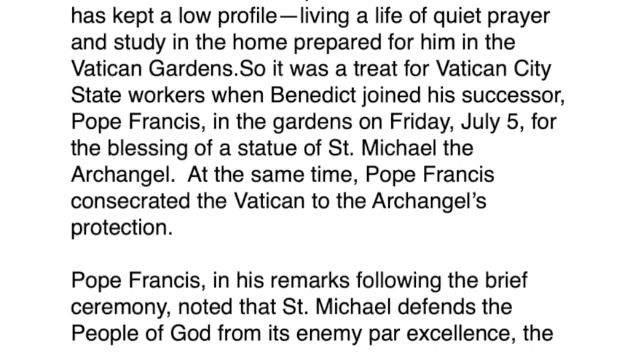 has kept a low profile—living a life of quiet prayer
and study in the home prepared for him in the
Vatican Gardens.So it was a treat for Vatican City
State workers when Benedict joined his successor,
Pope Francis, in the gardens on Friday, July 5, for
the blessing of a statue of St. Michael the
Archangel.  At the same time, Pope Francis
consecrated the Vatican to the Archangel’s
protection.

Pope Francis, in his remarks following the brief
ceremony, noted that St. Michael defends the
People of God from its enemy par excellence, the